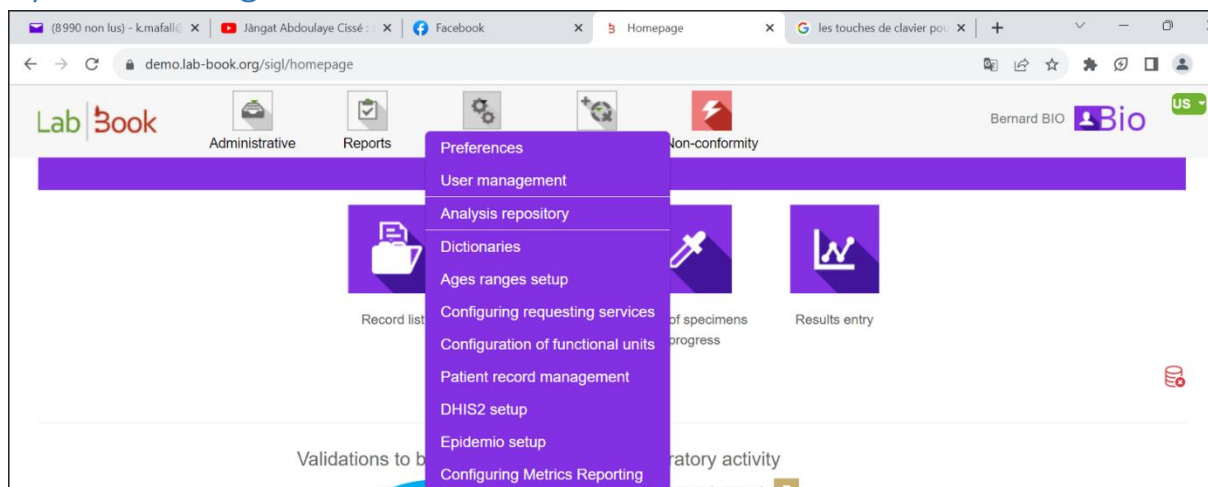 (8 990 non lus) - k.mafall@
Jàngat Abdoulaye Cissé :
Facebook
Homepage
les touches de clavier pou
demo.lab-book.org/sigl/homepage
Lab Book
Administrative
Reports
Non-conformity
Bernard BIO
Bio
US
Preferences
User management
Analysis repository
Dictionaries
Ages ranges setup
Configuring requesting services
Configuration of functional units
Patient record management
DHIS2 setup
Epidemio setup
Configuring Metrics Reporting
Record list
of specimens
progress
Results entry
Validations to b
ratory activity